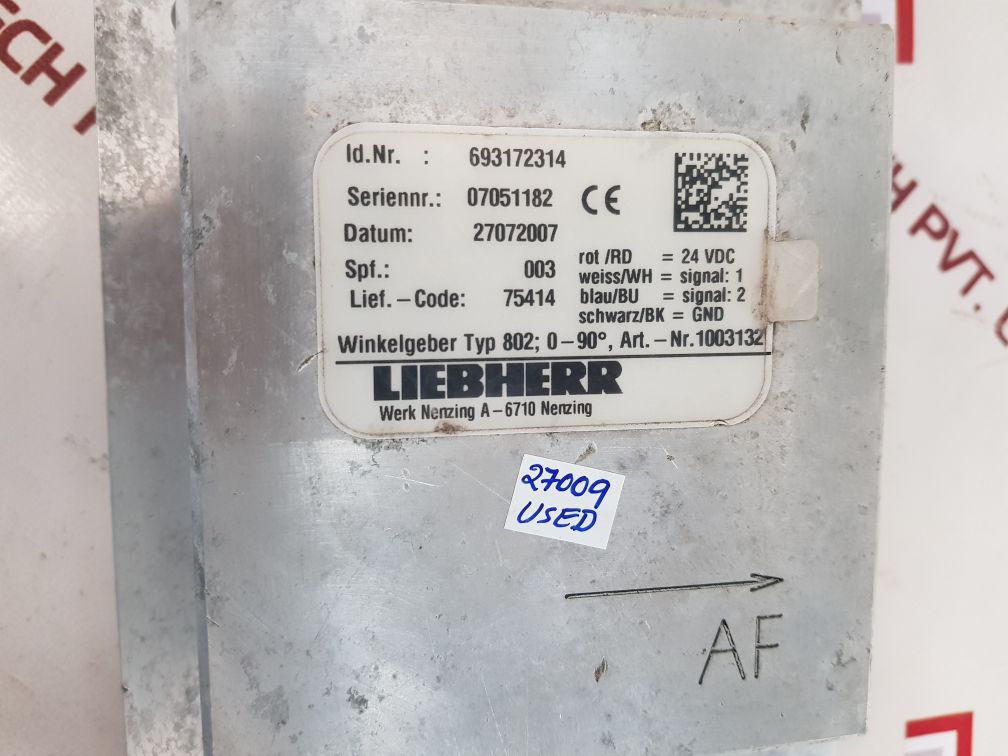 Id.Nr. : 693172314
Seriennr.: 07051182 CE
Datum: 27072007
Spf.: 003
Lief.-Code: 75414
rot /RD = 24 VDC
weiss/WH = signal: 1
blau/BU = signal: 2
schwarz/BK = GND
Winkelgeber Typ 802; 0-90°, Art.-Nr.1003132
LIEBHERR
Werk Nenzing A-6710 Nenzing
27009
USED
AF
PVT.